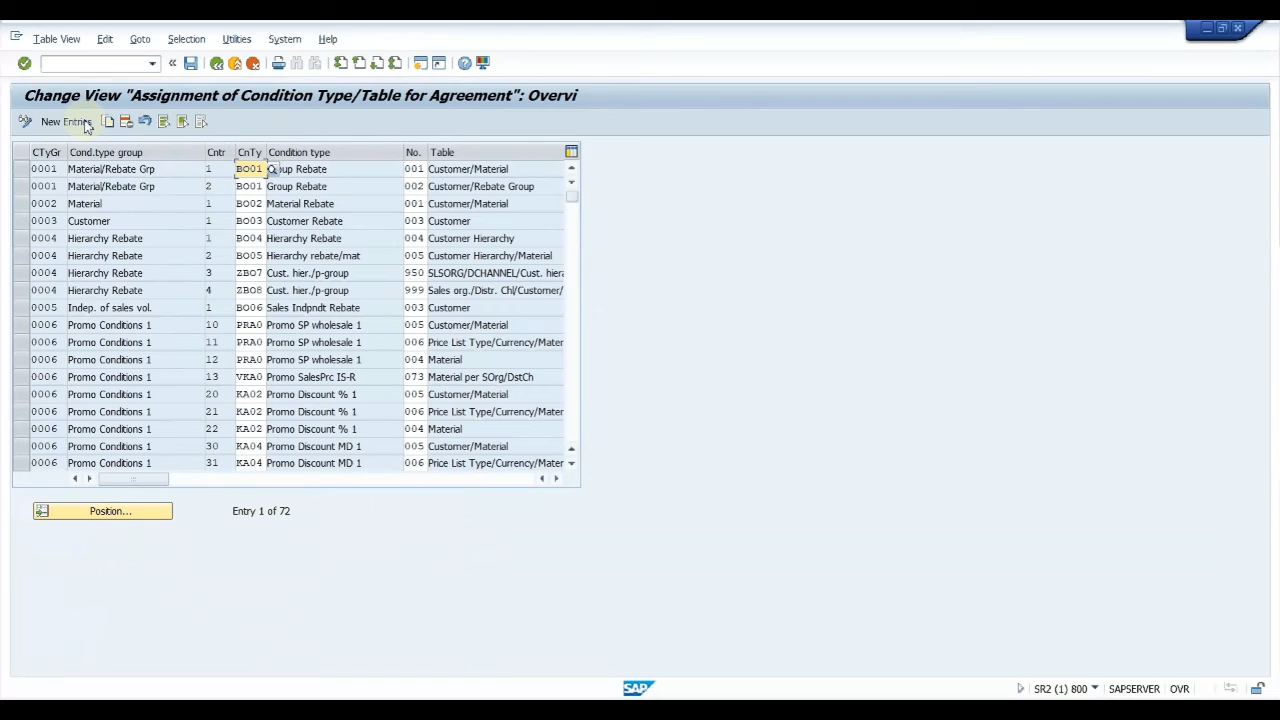 Table View Edit Goto Selection Utilities System Help
Change View "Assignment of Condition Type/Table for Agreement": Overvi
New Entries
CTyGr Cond.type group Cntr CnTy Condition type No. Table
0001 Material/Rebate Grp 1 BO01 oup Rebate 001 Customer/Material
0001 Material/Rebate Grp 2 BO01 Group Rebate 002 Customer/Rebate Group
0002 Material 1 BO02 Material Rebate 001 Customer/Material
0003 Customer 1 BO03 Customer Rebate 003 Customer
0004 Hierarchy Rebate 1 BO04 Hierarchy Rebate 004 Customer Hierarchy
0004 Hierarchy Rebate 2 BO05 Hierarchy rebate/mat 005 Customer Hierarchy/Material
0004 Hierarchy Rebate 3 ZBO7 Cust. hier./p-group 950 SLSORG/DCHANNEL/Cust. hiera
0004 Hierarchy Rebate 4 ZBO8 Cust. hier./p-group 999 Sales org./Distr. Chl/Customer/
0005 Indep. of sales vol. 1 BO06 Sales Indpndt Rebate 003 Customer
0006 Promo Conditions 1 10 PRA0 Promo SP wholesale 1 005 Customer/Material
0006 Promo Conditions 1 11 PRA0 Promo SP wholesale 1 006 Price List Type/Currency/Mater
0006 Promo Conditions 1 12 PRA0 Promo SP wholesale 1 004 Material
0006 Promo Conditions 1 13 VKA0 Promo SalesPrc IS-R 073 Material per SOrg/DstCh
0006 Promo Conditions 1 20 KA02 Promo Discount % 1 005 Customer/Material
0006 Promo Conditions 1 21 KA02 Promo Discount % 1 006 Price List Type/Currency/Mater
0006 Promo Conditions 1 22 KA02 Promo Discount % 1 004 Material
0006 Promo Conditions 1 30 KA04 Promo Discount MD 1 005 Customer/Material
0006 Promo Conditions 1 31 KA04 Promo Discount MD 1 006 Price List Type/Currency/Mater
Position... Entry 1 of 72
SAP SR2 (1) 800 SAPSERVER OVR